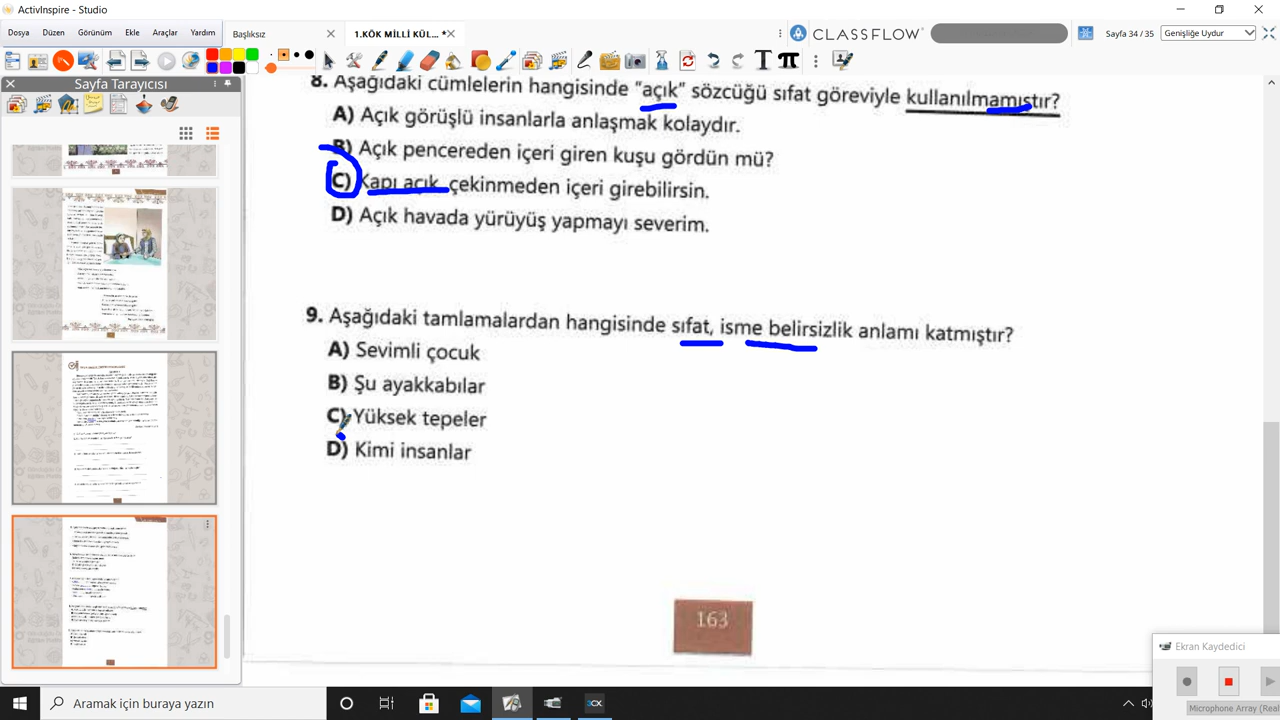 ActivInspire - Studio
Dosya Düzen Görünüm Ekle Araçlar Yardım
Başlıksız
1.KÖK MİLLİ KÜL... *
CLASSFLOW
Sayfa 34 / 35
Genişliğe Uydur
Sayfa Tarayıcısı
8. Aşağıdaki cümlelerin hangisinde "açık" sözcüğü sıfat göreviyle kullanılmamıştır?
A) Açık görüşlü insanlarla anlaşmak kolaydır.
B) Açık pencereden içeri giren kuşu gördün mü?
C) Kapı açık çekinmeden içeri girebilirsin.
D) Açık havada yürüyüş yapmayı severim.
9. Aşağıdaki tamlamalardan hangisinde sıfat, isme belirsizlik anlamı katmıştır?
A) Sevimli çocuk
B) Şu ayakkabılar
C) Yüksek tepeler
D) Kimi insanlar
163
Ekran Kaydedici
Microphone Array (Real
Aramak için buraya yazın
3CX